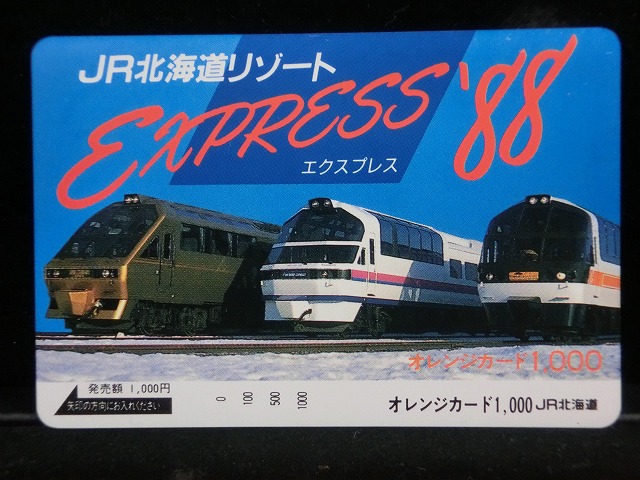 JR北海道リゾート
EXPRESS '88
エクスプレス
オレンジカード1,000
発売額 1,000円
矢印の方向にお入れください
0 100 500 1000
オレンジカード1,000 JR北海道